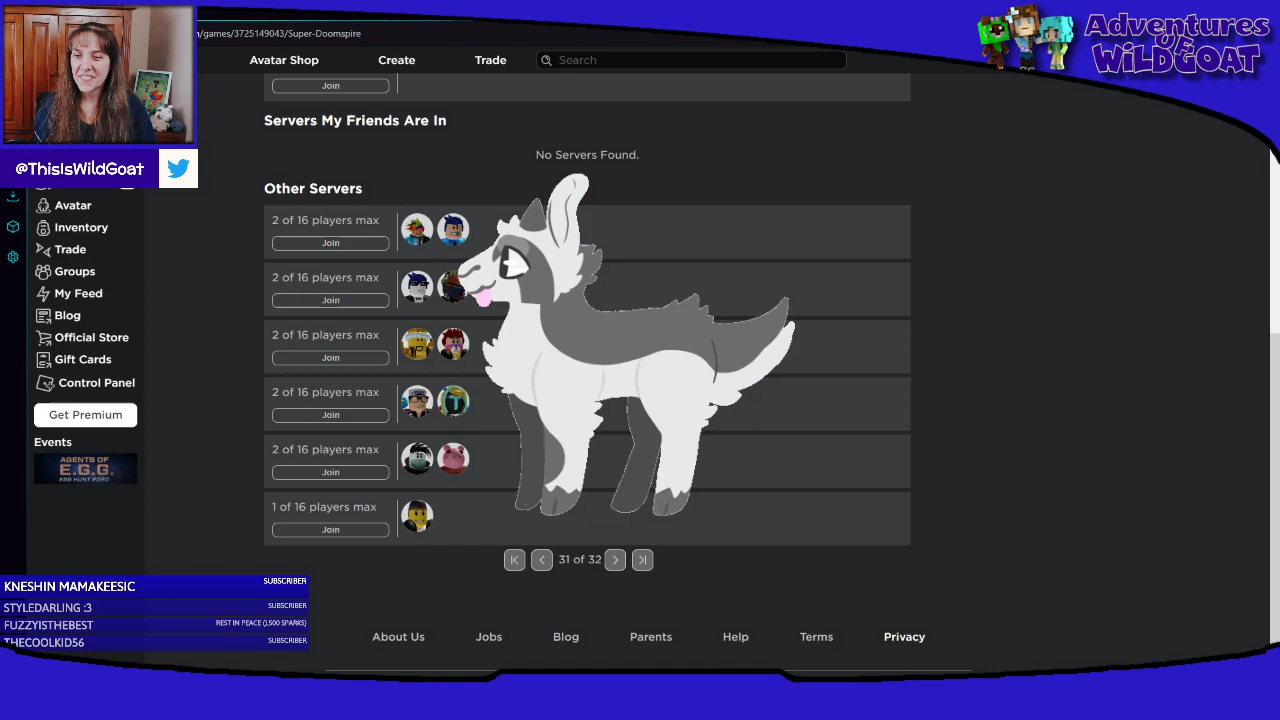 n/games/3725149043/Super-Doomspire
Adventures
OF
WiLDGOAT
Avatar Shop Create Trade Search
Join
Servers My Friends Are In
No Servers Found.
@ThisIsWildGoat
Other Servers
Avatar
Inventory
Trade
Groups
My Feed
Blog
Official Store
Gift Cards
Control Panel
Get Premium
Events
AGENTS OF
E.G.G.
EGG HUNT 2020
2 of 16 players max
Join
2 of 16 players max
Join
2 of 16 players max
Join
2 of 16 players max
Join
2 of 16 players max
Join
1 of 16 players max
Join
31 of 32
KNESHIN MAMAKEESIC SUBSCRIBER
STYLEDARLING :3 SUBSCRIBER
FUZZYISTHEBEST REST IN PEACE (1500 SPARKS)
THECOOLKID56 SUBSCRIBER
About Us Jobs Blog Parents Help Terms Privacy